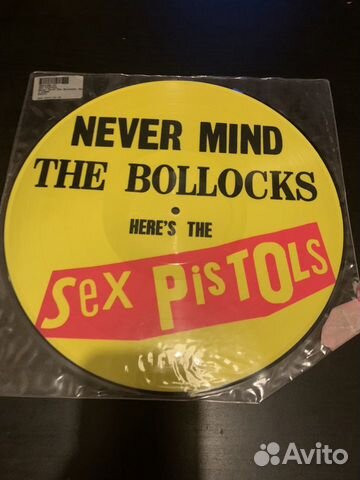 NEVER MIND
THE BOLLOCKS
HERE'S THE
Sex PisTOLs
Avito